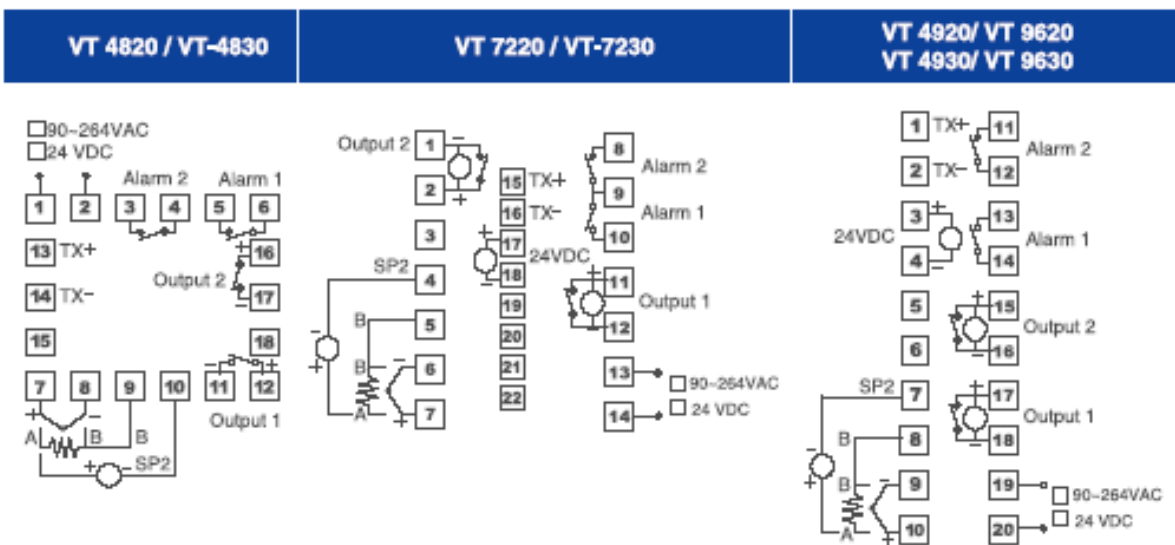 VT 4820 / VT-4830
VT 7220 / VT-7230
VT 4920/ VT 9620
VT 4930/ VT 9630
90~264VAC
24 VDC
Alarm 2 Alarm 1
1 2 3 4 5 6
13 TX+
+ 16
Output 2
14 TX-
- 17
15
18
7 8 9 10 11 12
- +
+ -
Output 1
A B B
+ - SP2
Output 2 1 -
2 +
3
SP2 4
B 5
B - 6
A + 7
- +
15 TX+
16 TX-
17 +
24VDC
18 -
19
20
21
22
8
Alarm 2
9
Alarm 1
10
+ 11
Output 1
- 12
13 90~264VAC
14 24 VDC
1 TX+ 11
Alarm 2
2 TX- 12
3 + 13
24VDC Alarm 1
4 - 14
5 + 15
Output 2
6 - 16
SP2 7 + 17
Output 1
B 8 - 18
- +
B - 9 19 90~264VAC
A + 10 20 24 VDC